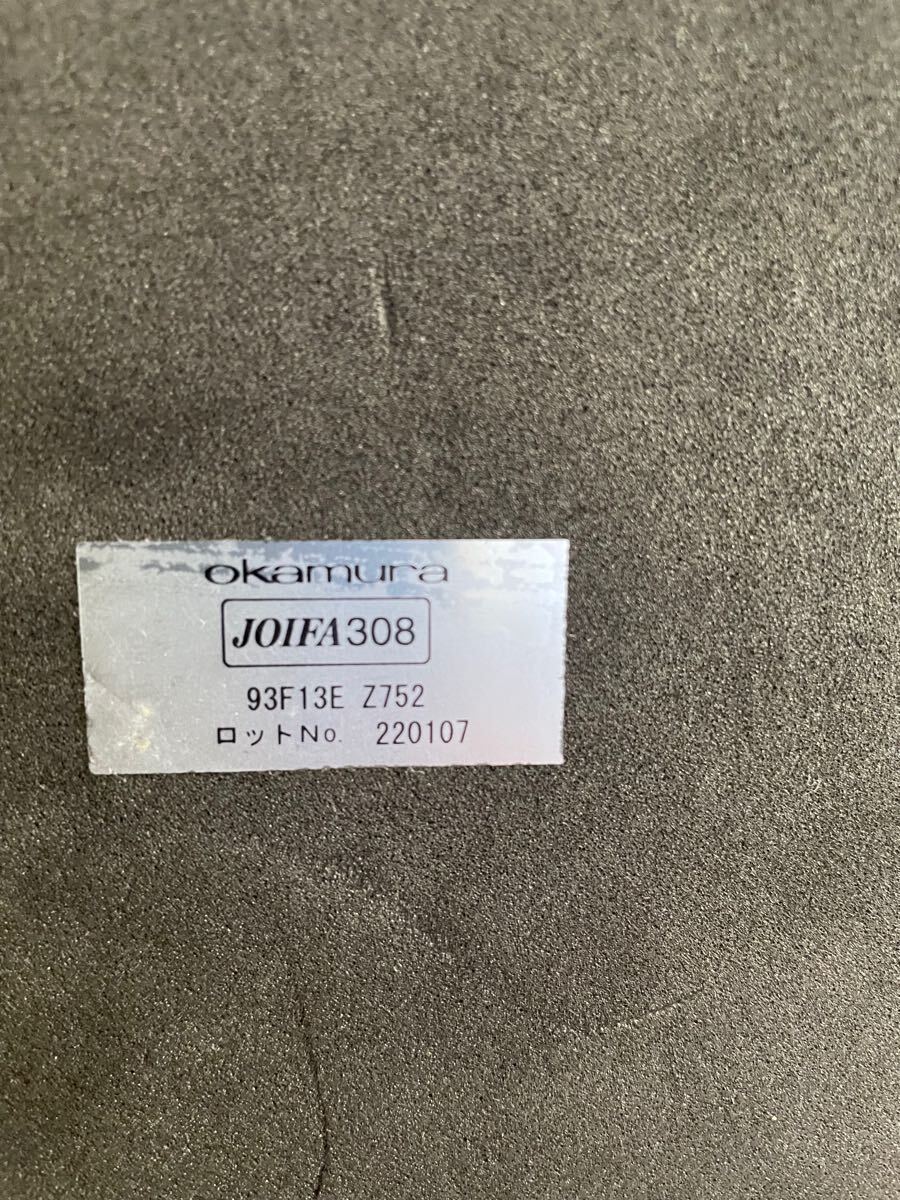 okamura
JOIFA308
93F13E Z752
ロットNo. 220107